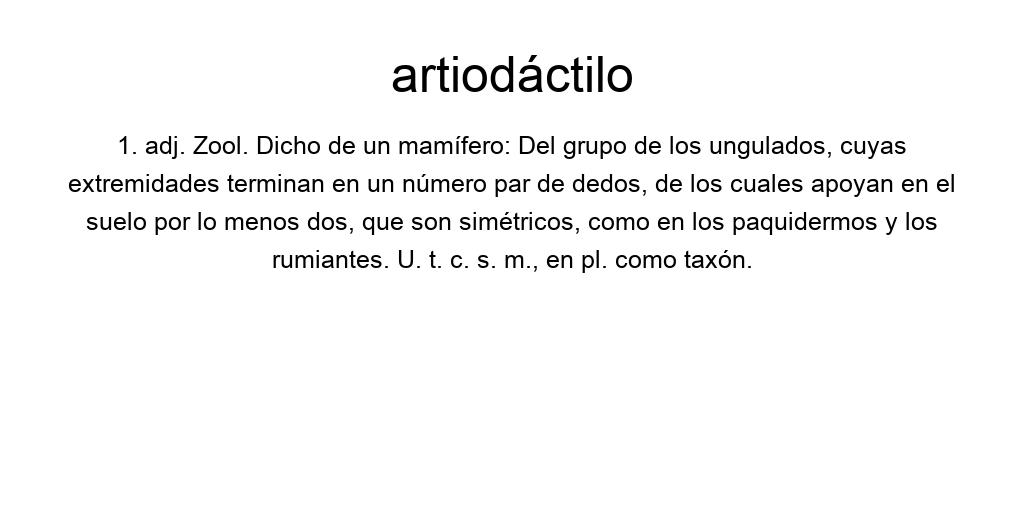 artiodáctilo
1. adj. Zool. Dicho de un mamífero: Del grupo de los ungulados, cuyas
extremidades terminan en un número par de dedos, de los cuales apoyan en el
suelo por lo menos dos, que son simétricos, como en los paquidermos y los
rumiantes. U. t. c. s. m., en pl. como taxón.